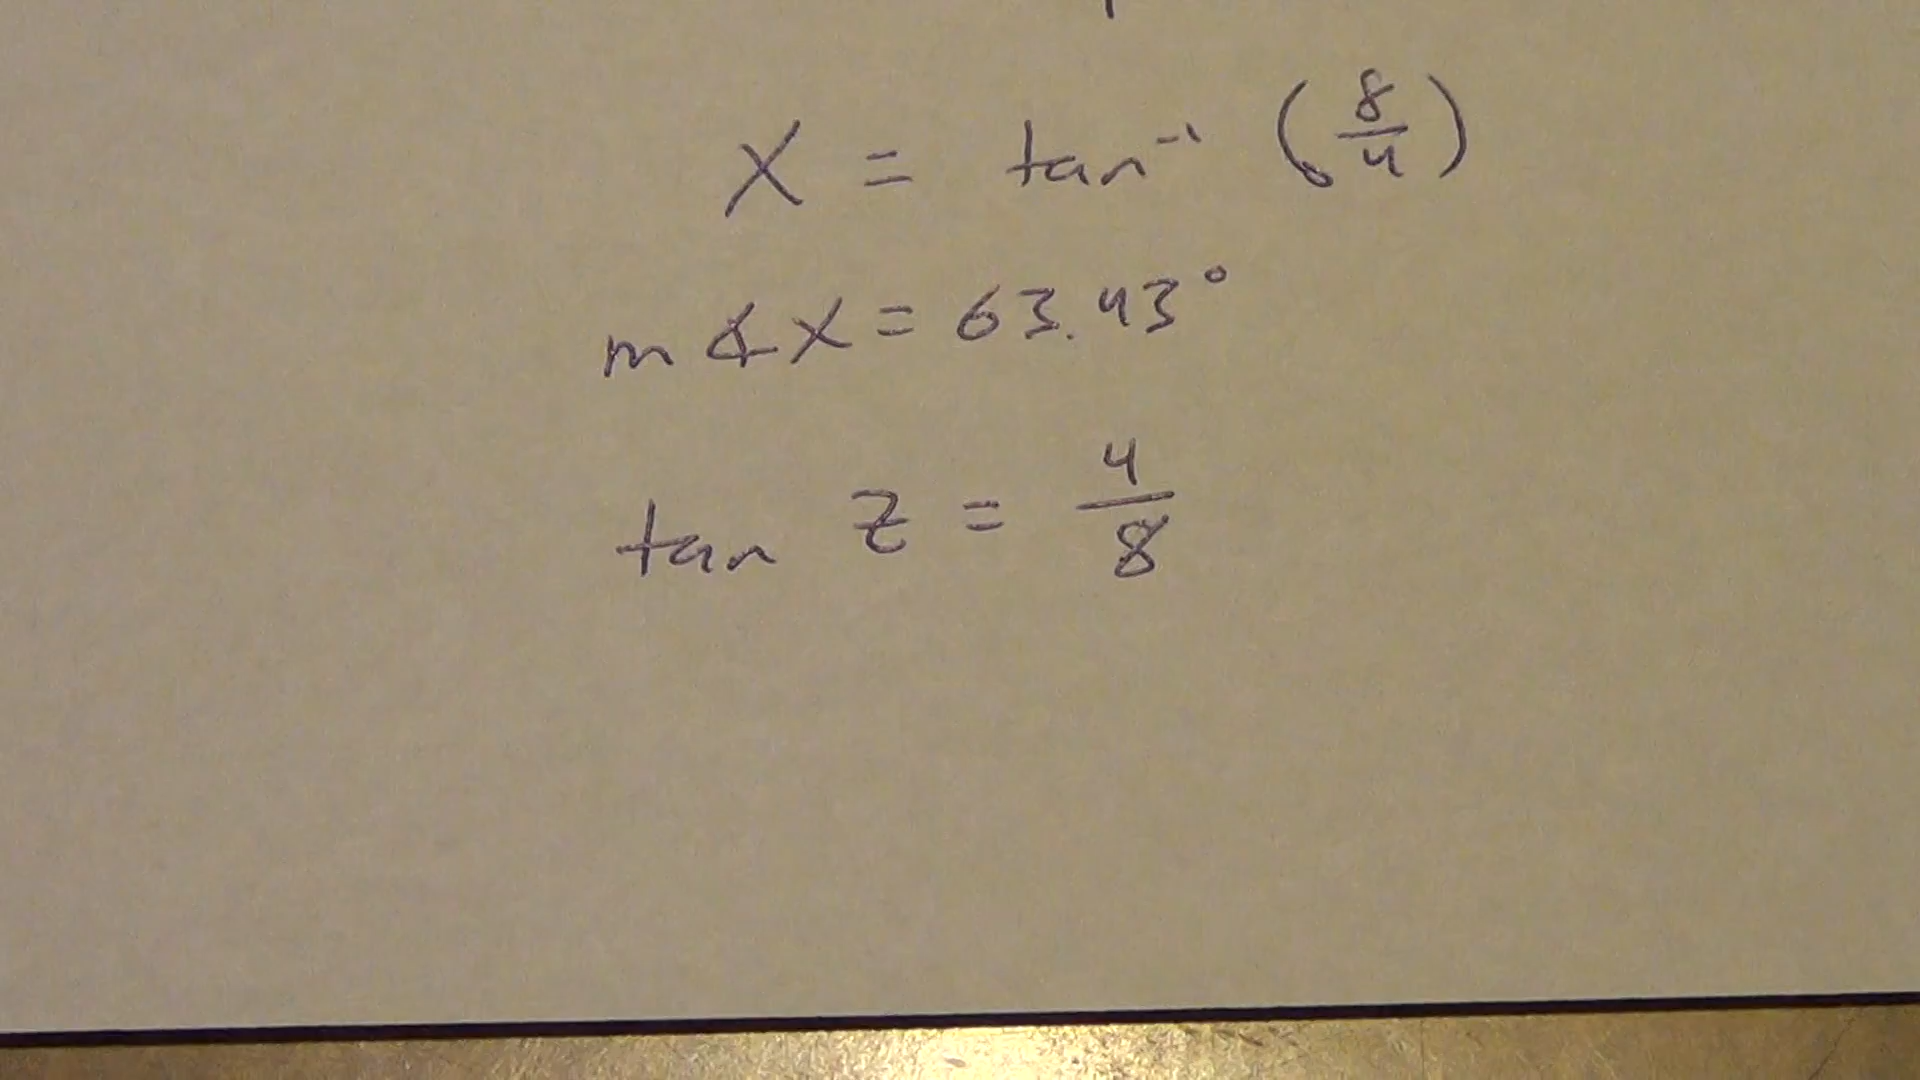 X = tan⁻¹ (8/4)
m∡X = 63.43°
tan Z = 4/8